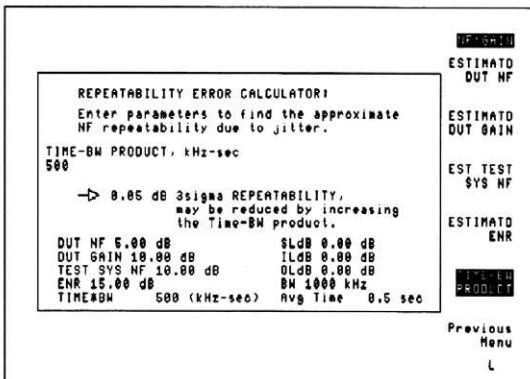 REPEATABILITY ERROR CALCULATOR:
Enter parameters to find the approximate
NF repeatability due to jitter.
TIME-BW PRODUCT, kHz-sec
500
0.05 dB 3sigma REPEATABILITY,
may be reduced by increasing
the Time-BW product.
DUT NF 5.00 dB SLdB 0.00 dB
DUT GAIN 10.00 dB ILdB 0.00 dB
TEST SYS NF 10.00 dB OLdB 0.00 dB
ENR 15.00 dB BW 1000 kHz
TIME*BW 500 (kHz-sec) Avg Time 0.5 sec
NF+GAIN
ESTIMATD
DUT NF
ESTIMATD
DUT GAIN
EST TEST
SYS NF
ESTIMATD
ENR
TIME-BW
PRODUCT
Previous
Menu
L